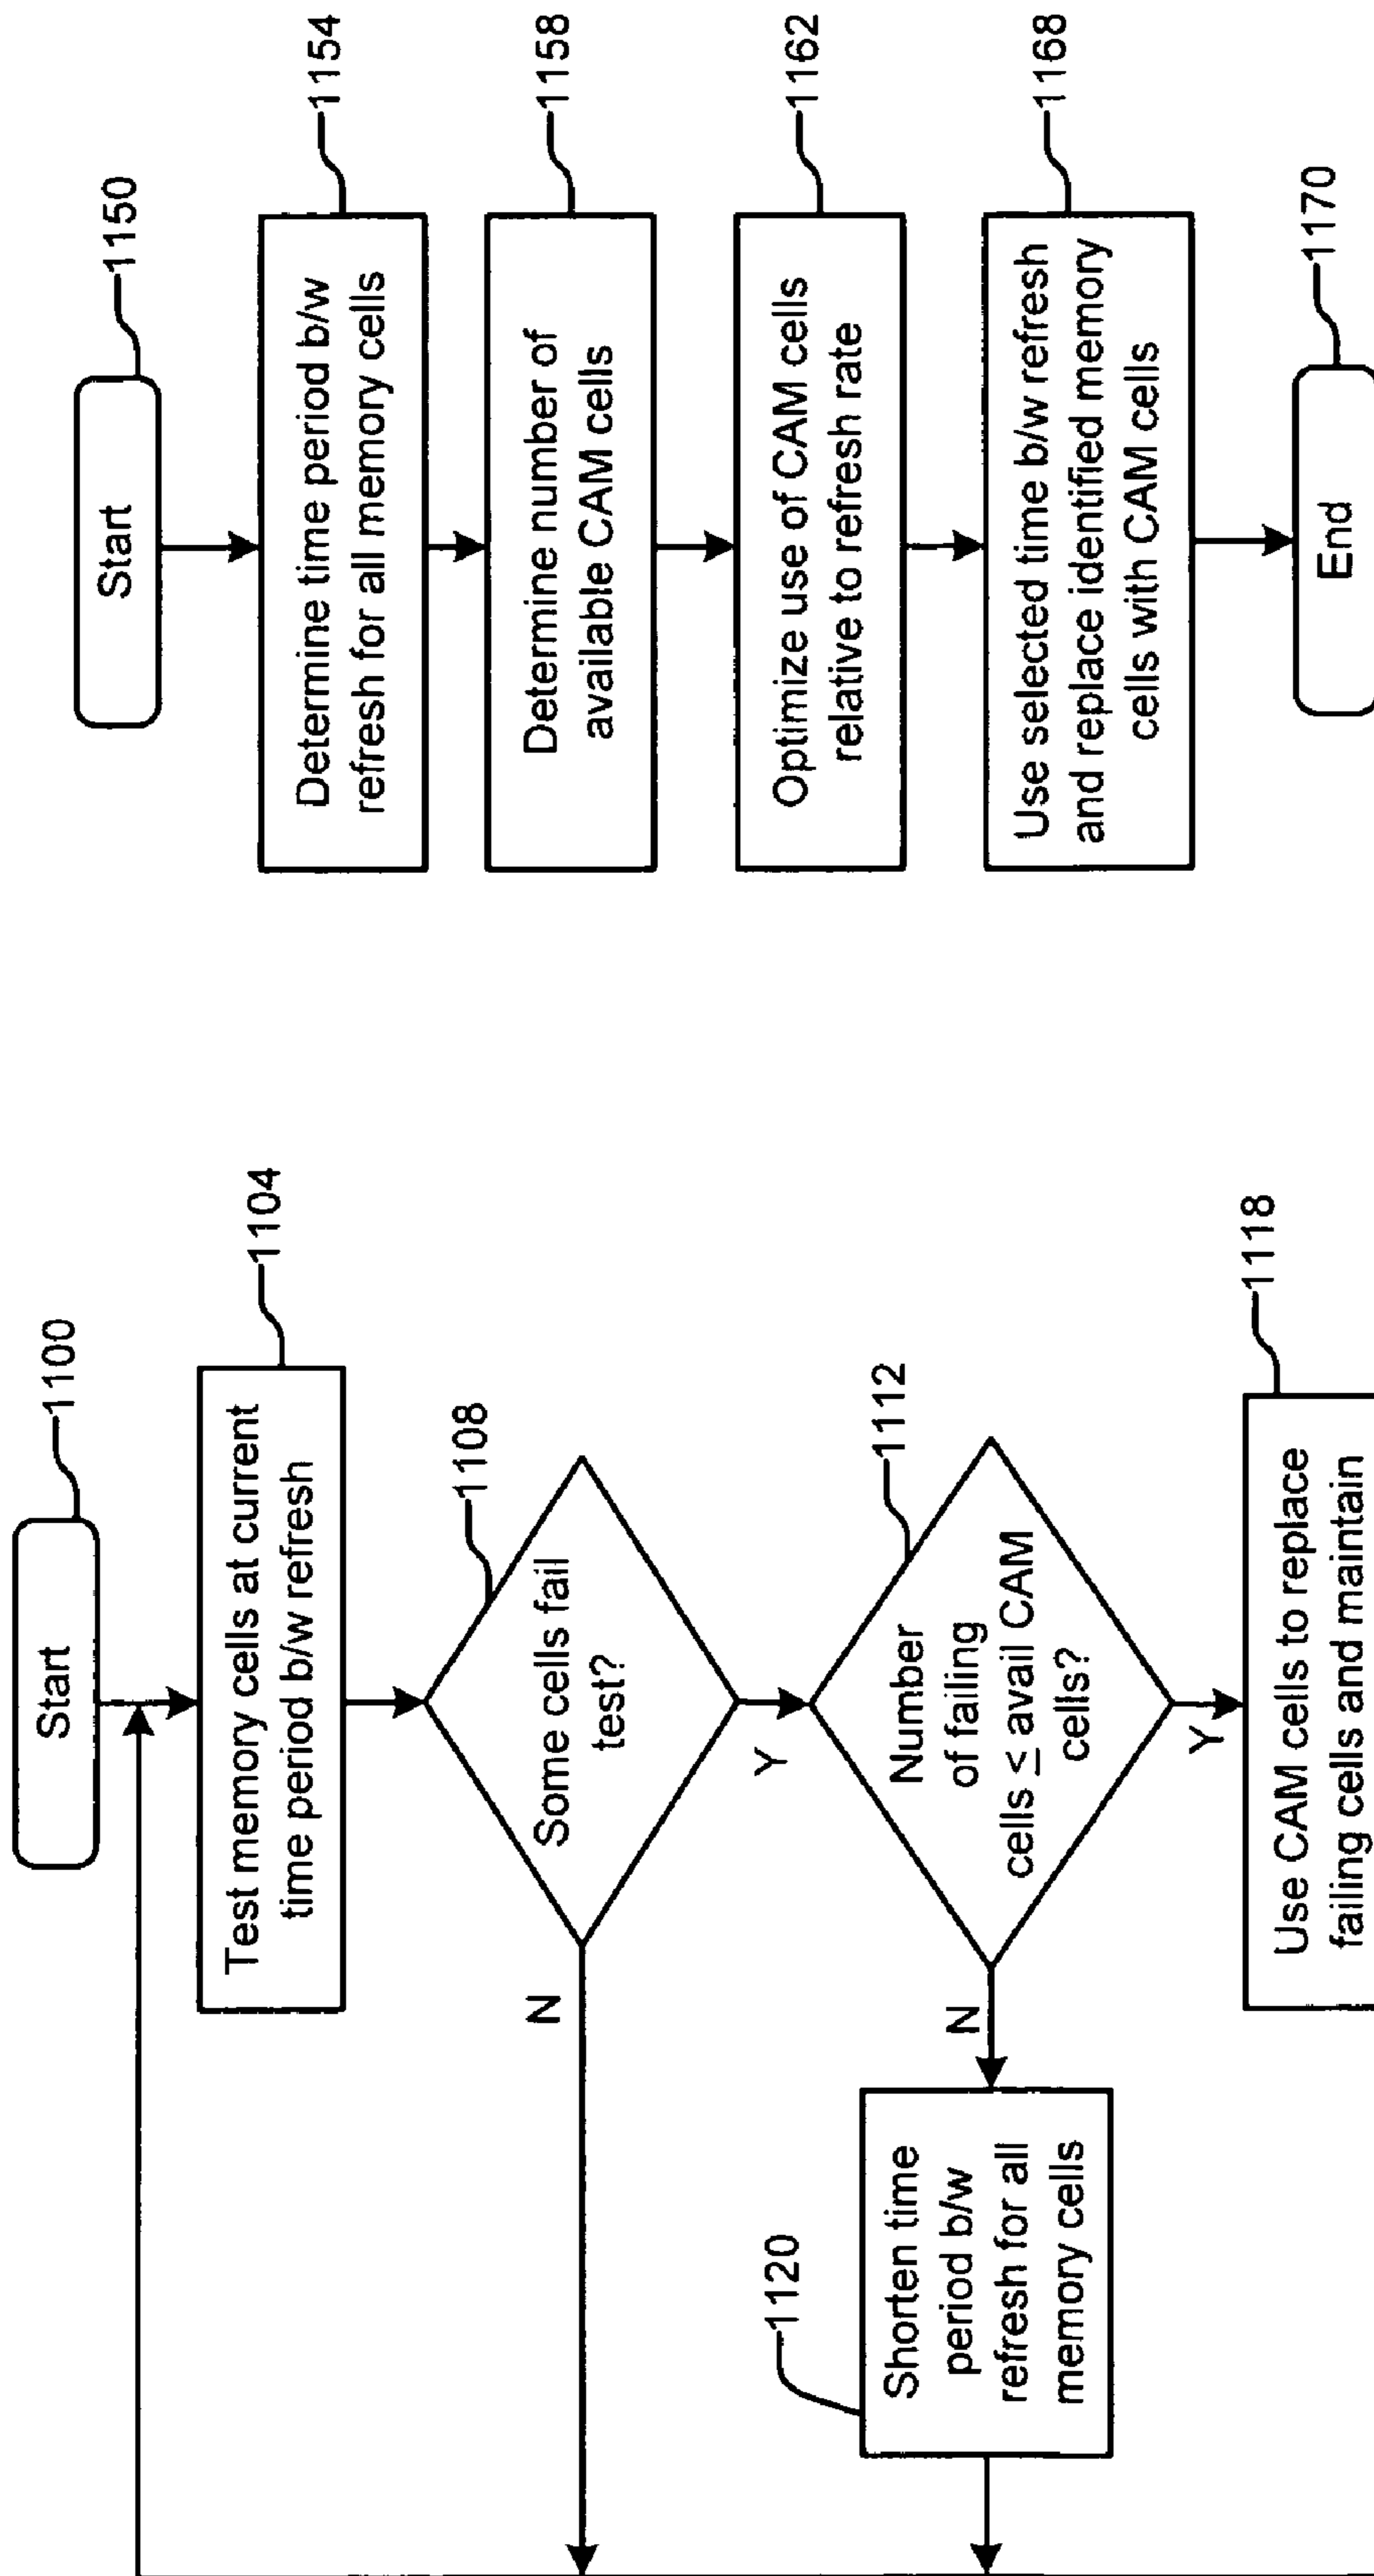 Start
1100
Test memory cells at current
time period b/w refresh
1104
Some cells fail
test?
1108
N
Y
Number
of failing
cells ≤ avail CAM
cells?
1112
N
Y
Shorten time
period b/w
refresh for all
memory cells
1120
Use CAM cells to replace
failing cells and maintain
1118
Start
1150
Determine time period b/w
refresh for all memory cells
1154
Determine number of
available CAM cells
1158
Optimize use of CAM cells
relative to refresh rate
1162
Use selected time b/w refresh
and replace identified memory
cells with CAM cells
1168
End
1170